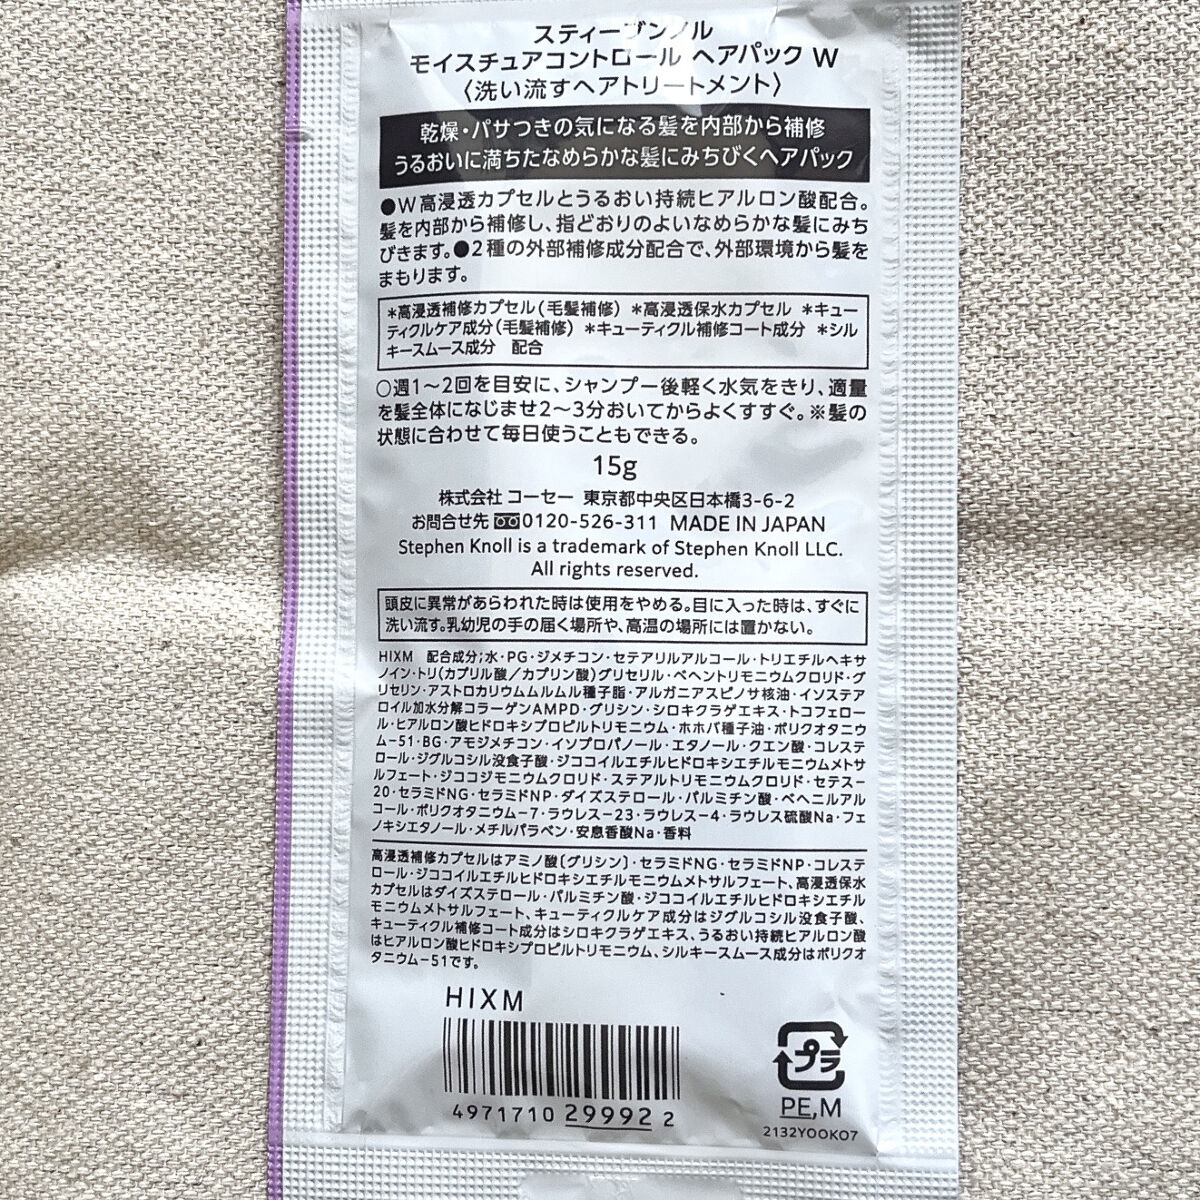 スティーブンノル
モイスチュアコントロール ヘアパック W
〈洗い流すヘアトリートメント〉
乾燥・パサつきの気になる髪を内部から補修
うるおいに満ちたなめらかな髪にみちびくヘアパック
●W高浸透カプセルとうるおい持続ヒアルロン酸配合。
髪を内部から補修し、指どおりのよいなめらかな髪にみち
びきます。●2種の外部補修成分配合で、外部環境から髪を
まもります。
*高浸透補修カプセル(毛髪補修) *高浸透保水カプセル *キュー
ティクルケア成分(毛髪補修) *キューティクル補修コート成分 *シル
キースムース成分 配合
○週1〜2回を目安に、シャンプー後軽く水気をきり、適量
を髪全体になじませ2〜3分おいてからよくすすぐ。※髪の
状態に合わせて毎日使うこともできる。
15g
株式会社 コーセー 東京都中央区日本橋3-6-2
お問合せ先 0120-526-311 MADE IN JAPAN
Stephen Knoll is a trademark of Stephen Knoll LLC.
All rights reserved.
頭皮に異常があらわれた時は使用をやめる。目に入った時は、すぐに
洗い流す。乳幼児の手の届く場所や、高温の場所には置かない。
HIXM 配合成分;水・PG・ジメチコン・セテアリルアルコール・トリエチルヘキサ
ノイン・トリ(カプリル酸/カプリン酸)グリセリル・ベヘントリモニウムクロリド・グ
リセリン・アストロカリウムムルムル種子脂・アルガニアスピノサ核油・イソステア
ロイル加水分解コラーゲンAMPD・グリシン・シロキクラゲエキス・トコフェロー
ル・ヒアルロン酸ヒドロキシプロピルトリモニウム・ホホバ種子油・ポリクオタニウ
ム-51・BG・アモジメチコン・イソプロパノール・エタノール・クエン酸・コレステ
ロール・ジグルコシル没食子酸・ジココイルエチルヒドロキシエチルモニウムメトサ
ルフェート・ジココジモニウムクロリド・ステアルトリモニウムクロリド・セテス-
20・セラミドNG・セラミドNP・ダイズステロール・パルミチン酸・ベヘニルアル
コール・ポリクオタニウム-7・ラウレス-23・ラウレス-4・ラウレス硫酸Na・フェ
ノキシエタノール・メチルパラベン・安息香酸Na・香料
高浸透補修カプセルはアミノ酸〔グリシン〕・セラミドNG・セラミドNP・コレステ
ロール・ジココイルエチルヒドロキシエチルモニウムメトサルフェート、高浸透保水
カプセルはダイズステロール・パルミチン酸・ジココイルエチルヒドロキシエチル
モニウムメトサルフェート、キューティクルケア成分はジグルコシル没食子酸、
キューティクル補修コート成分はシロキクラゲエキス、うるおい持続ヒアルロン酸
はヒアルロン酸ヒドロキシプロピルトリモニウム、シルキースムース成分はポリクオ
タニウム-51です。
HIXM
4971710 29992 2
プラ
PE,M
2132YOOKO7